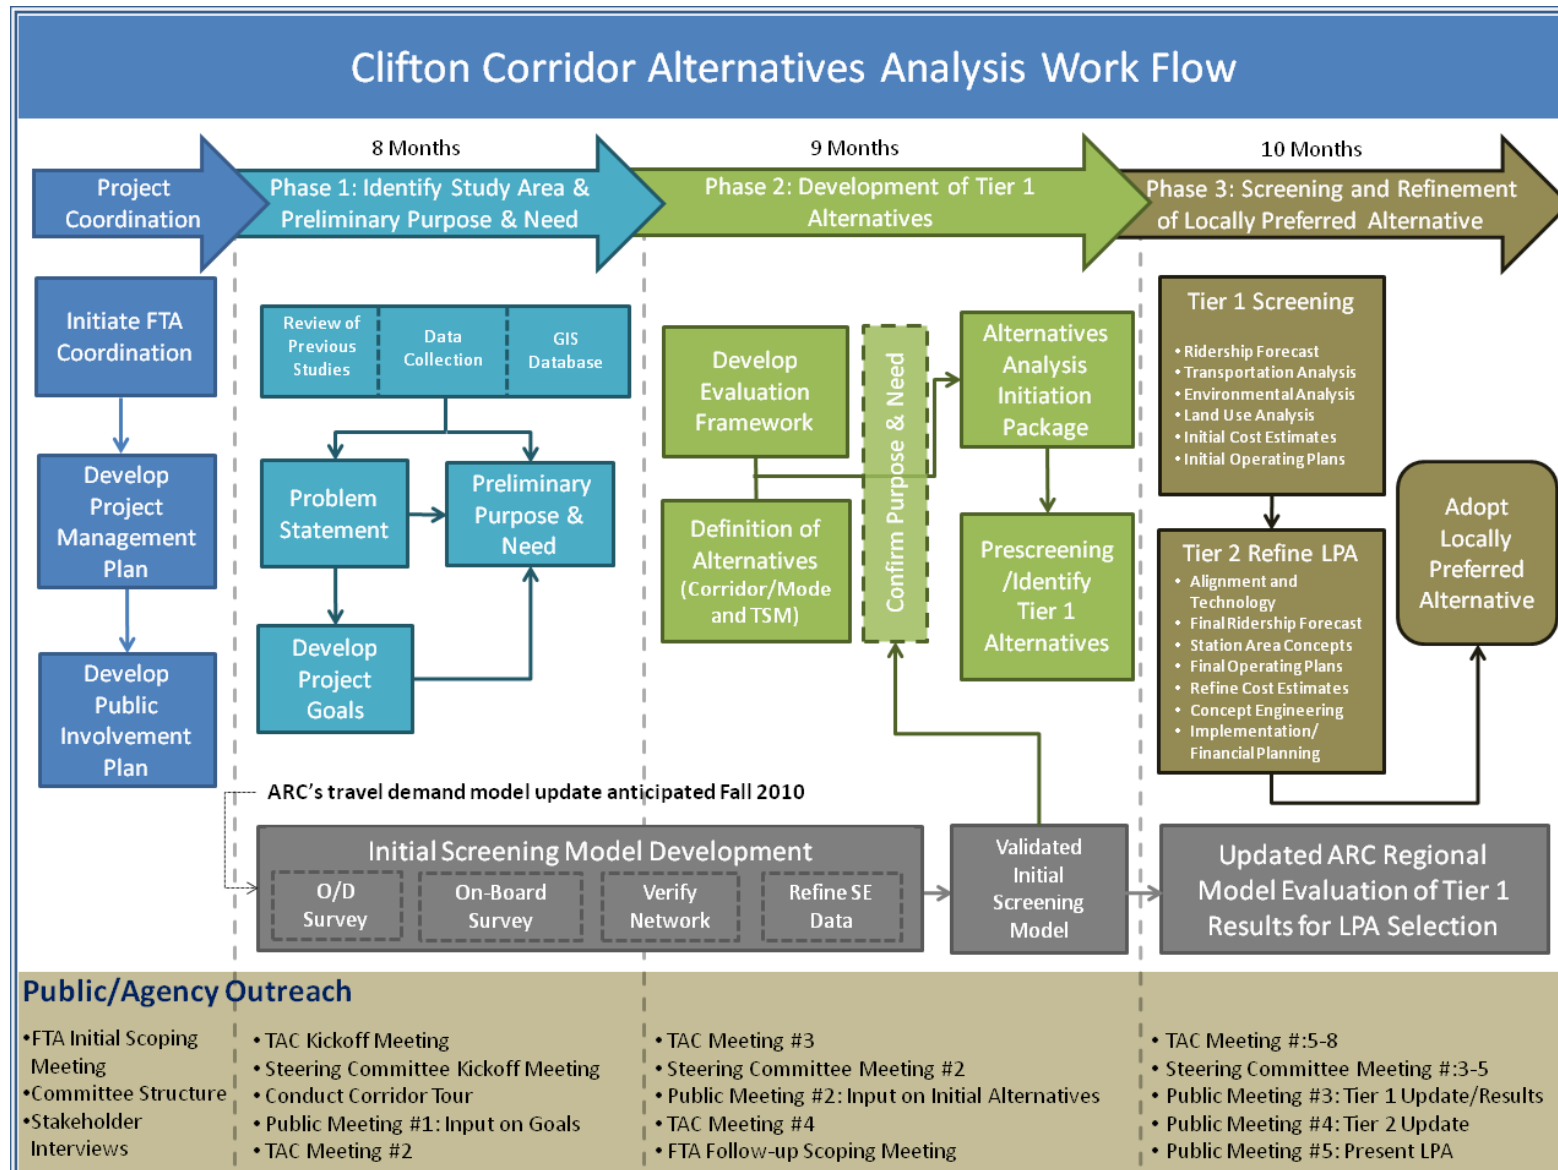 Clifton Corridor Alternatives Analysis Work Flow
8 Months
9 Months
10 Months
Project
Coordination
Phase 1: Identify Study Area &
Preliminary Purpose & Need
Phase 2: Development of Tier 1
Alternatives
Phase 3: Screening and Refinement
of Locally Preferred Alternative
Initiate FTA
Coordination
Develop
Project
Management
Plan
Develop
Public
Involvement
Plan
Review of
Previous
Studies
Data
Collection
GIS
Database
Problem
Statement
Preliminary
Purpose &
Need
Develop
Project
Goals
Develop
Evaluation
Framework
Definition of
Alternatives
(Corridor/Mode
and TSM)
Confirm Purpose & Need
Alternatives
Analysis
Initiation
Package
Prescreening
/Identify
Tier 1
Alternatives
Tier 1 Screening
• Ridership Forecast
• Transportation Analysis
• Environmental Analysis
• Land Use Analysis
• Initial Cost Estimates
• Initial Operating Plans
Tier 2 Refine LPA
• Alignment and
Technology
• Final Ridership Forecast
• Station Area Concepts
• Final Operating Plans
• Refine Cost Estimates
• Concept Engineering
• Implementation/
Financial Planning
Adopt
Locally
Preferred
Alternative
ARC's travel demand model update anticipated Fall 2010
Initial Screening Model Development
O/D
Survey
On-Board
Survey
Verify
Network
Refine SE
Data
Validated
Initial
Screening
Model
Updated ARC Regional
Model Evaluation of Tier 1
Results for LPA Selection
Public/Agency Outreach
•FTA Initial Scoping
Meeting
•Committee Structure
•Stakeholder
Interviews
• TAC Kickoff Meeting
• Steering Committee Kickoff Meeting
• Conduct Corridor Tour
• Public Meeting #1: Input on Goals
• TAC Meeting #2
• TAC Meeting #3
• Steering Committee Meeting #2
• Public Meeting #2: Input on Initial Alternatives
• TAC Meeting #4
• FTA Follow-up Scoping Meeting
• TAC Meeting #:5-8
• Steering Committee Meeting #:3-5
• Public Meeting #3: Tier 1 Update/Results
• Public Meeting #4: Tier 2 Update
• Public Meeting #5: Present LPA